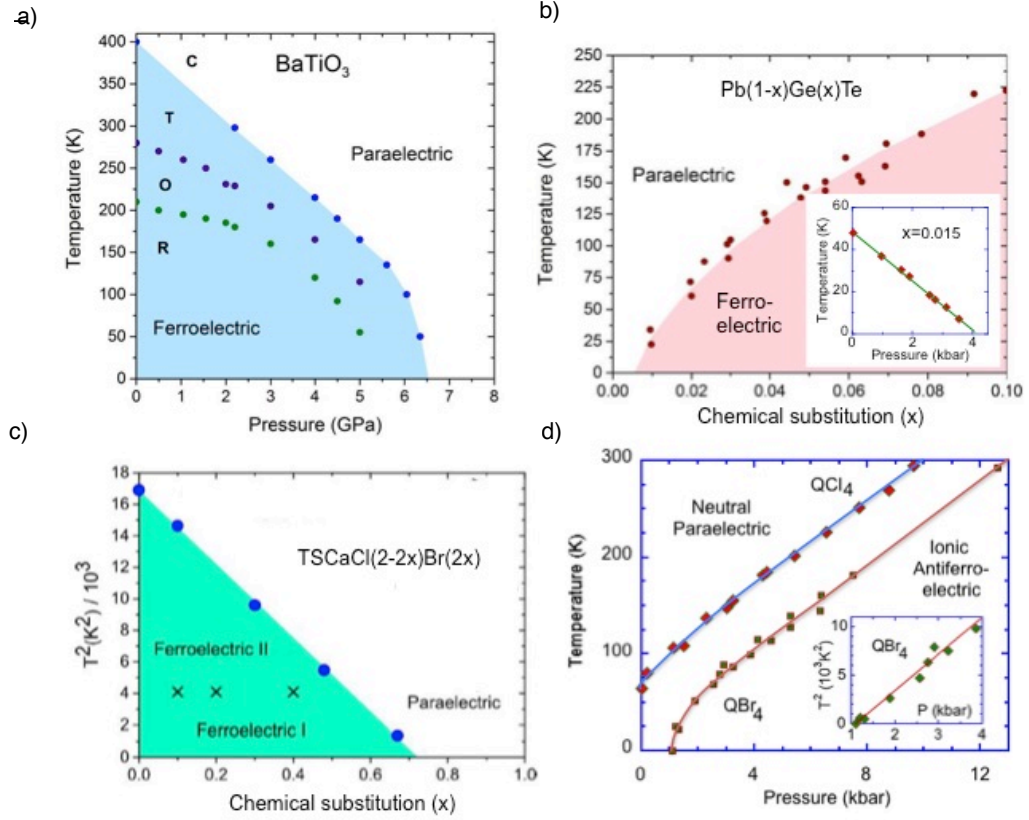 a)
BaTiO3
C
T
O
R
Paraelectric
Ferroelectric
Temperature (K)
400
350
300
250
200
150
100
50
0
0 1 2 3 4 5 6 7 8
Pressure (GPa)
b)
Pb(1-x)Ge(x)Te
Paraelectric
Ferro-
electric
Temperature (K)
250
225
200
175
150
125
100
75
50
25
0
0.00 0.02 0.04 0.06 0.08 0.10
Chemical substitution (x)
x=0.015
Temperature (K)
60
40
20
0
0 2 4
Pressure (kbar)
c)
TSCaCl(2-2x)Br(2x)
Ferroelectric II
Ferroelectric I
Paraelectric
T2(K2) / 103
18
16
14
12
10
8
6
4
2
0
0.0 0.2 0.4 0.6 0.8 1.0
Chemical substitution (x)
d)
QCl4
Neutral
Paraelectric
Ionic
Antiferro-
electric
QBr4
Temperature (K)
300
200
100
0
0 4 8 12
Pressure (kbar)
QBr4
T2 (103K2)
10
5
0
1 2 3 4
P (kbar)